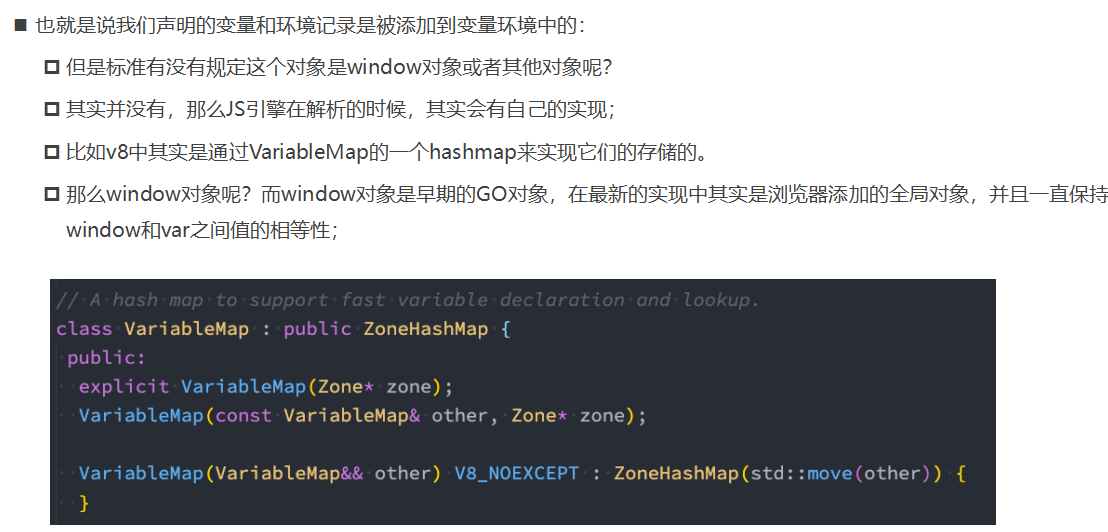 ■ 也就是说我们声明的变量和环境记录是被添加到变量环境中的：
但是标准有没有规定这个对象是window对象或者其他对象呢？
其实并没有，那么JS引擎在解析的时候，其实会有自己的实现；
比如v8中其实是通过VariableMap的一个hashmap来实现它们的存储的。
那么window对象呢？而window对象是早期的GO对象，在最新的实现中其实是浏览器添加的全局对象，并且一直保持
window和var之间值的相等性；
// A hash map to support fast variable declaration and lookup.
class VariableMap : public ZoneHashMap {
 public:
  explicit VariableMap(Zone* zone);
  VariableMap(const VariableMap& other, Zone* zone);
  VariableMap(VariableMap&& other) V8_NOEXCEPT : ZoneHashMap(std::move(other)) {
  }